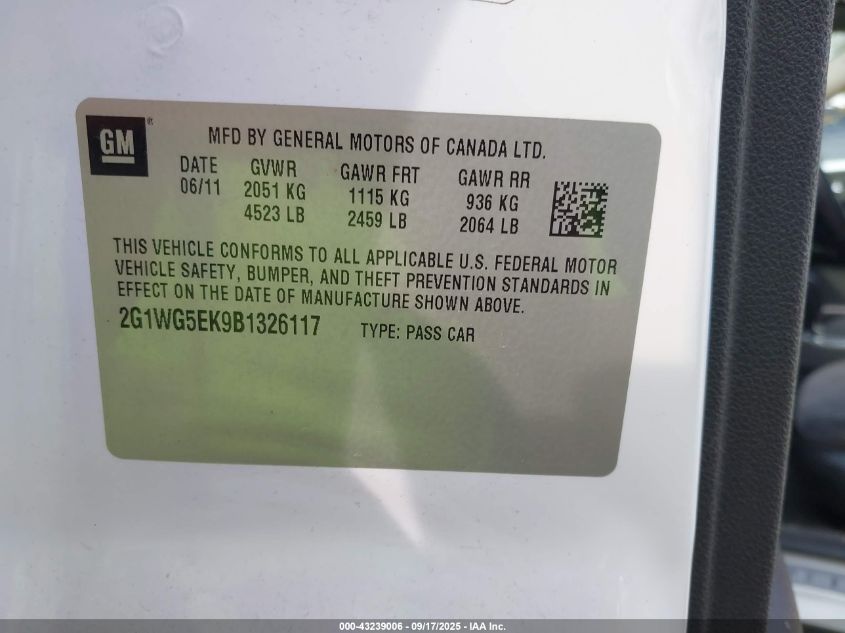 GM ®
MFD BY GENERAL MOTORS OF CANADA LTD.
DATE GVWR GAWR FRT GAWR RR
06/11 2051 KG 1115 KG 936 KG
4523 LB 2459 LB 2064 LB
THIS VEHICLE CONFORMS TO ALL APPLICABLE U.S. FEDERAL MOTOR
VEHICLE SAFETY, BUMPER, AND THEFT PREVENTION STANDARDS IN
EFFECT ON THE DATE OF MANUFACTURE SHOWN ABOVE.
2G1WG5EK9B1326117 TYPE: PASS CAR
000-43239006 - 09/17/2025 - IAA Inc.